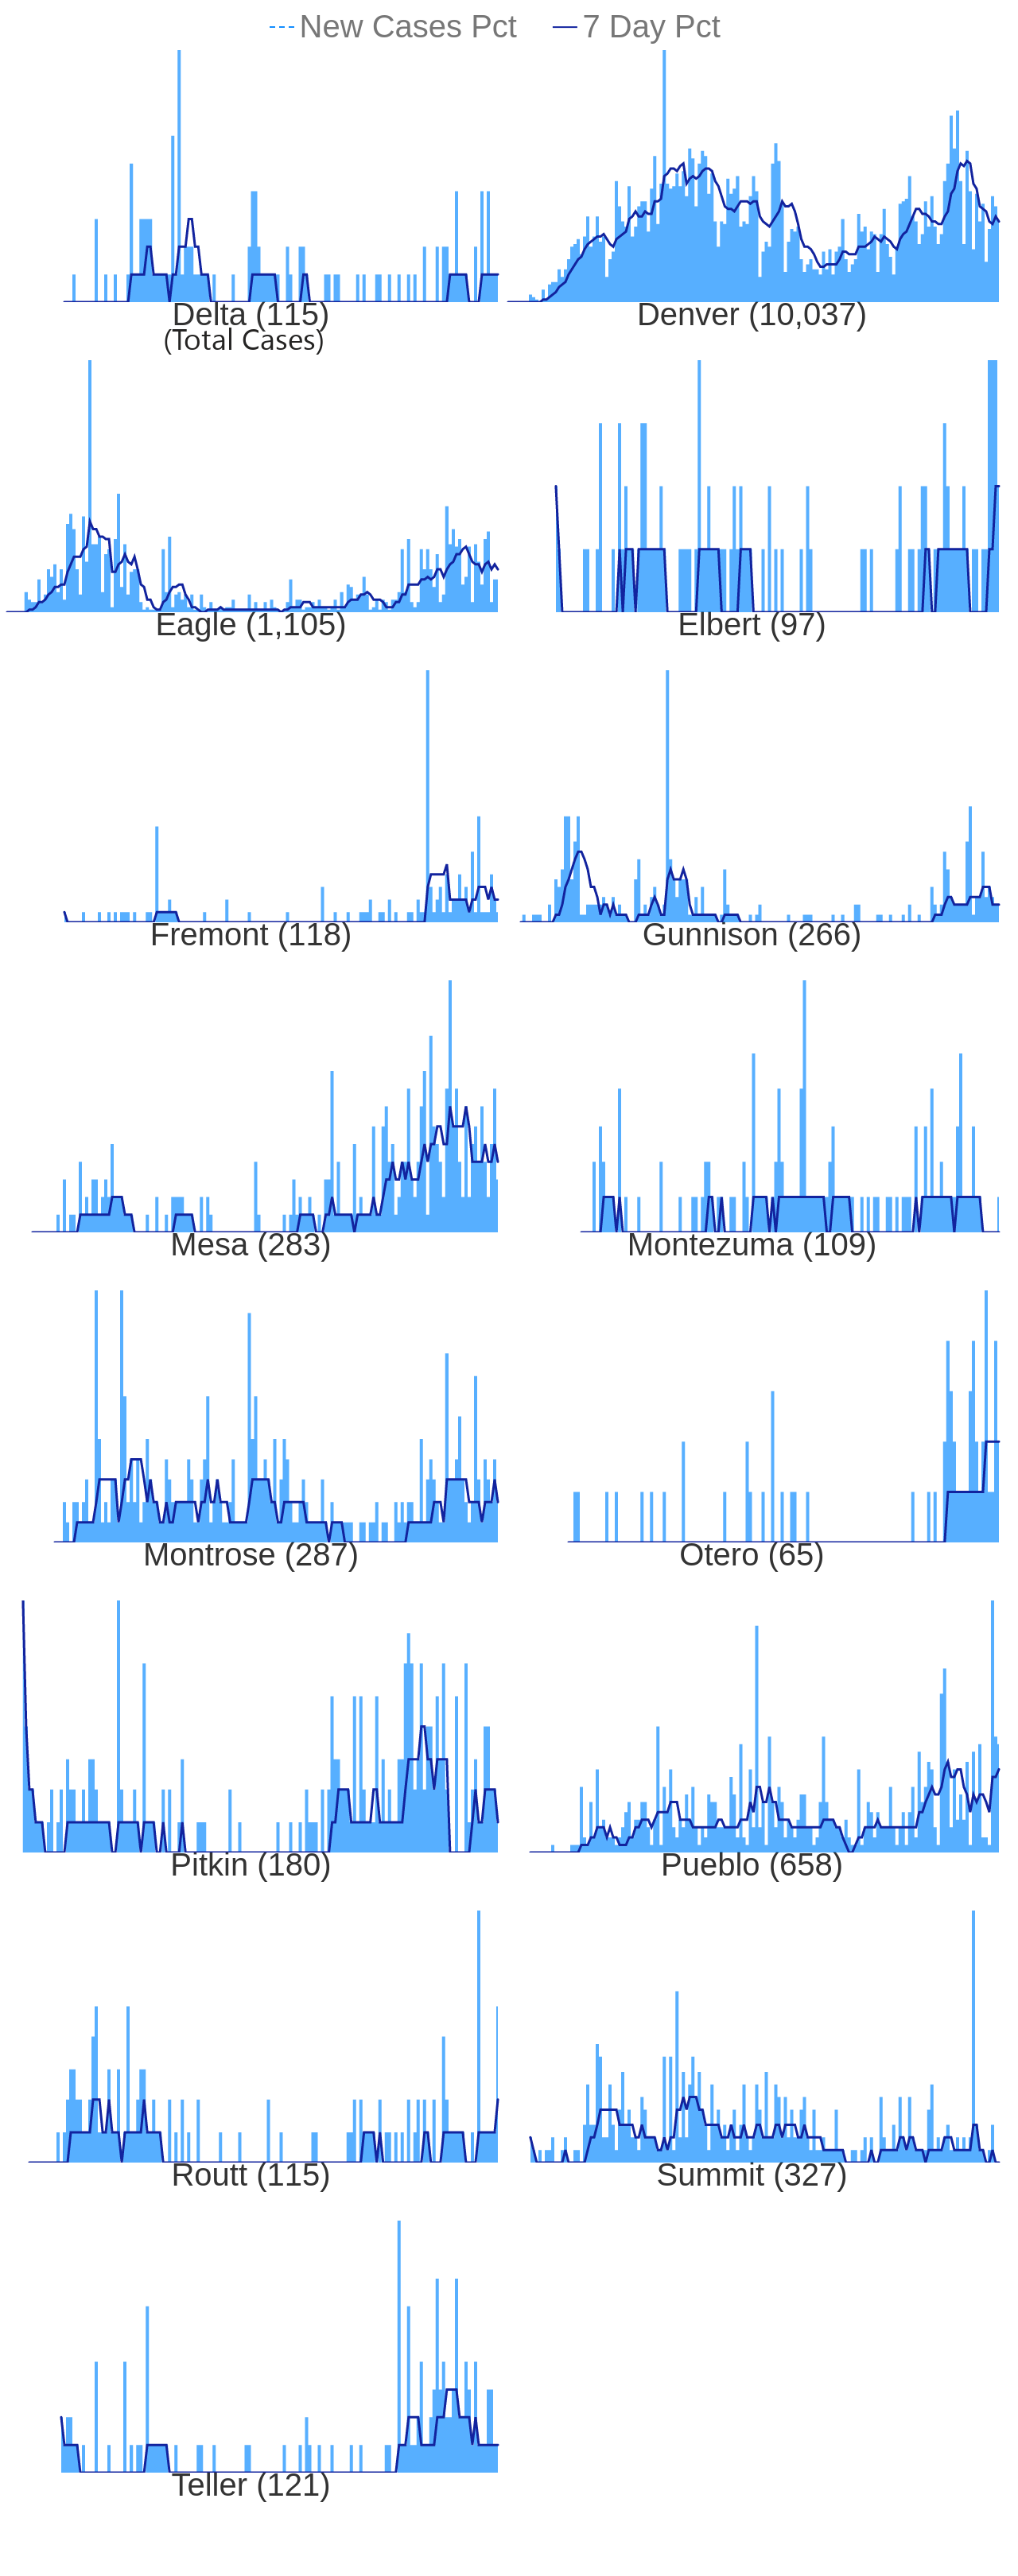 New Cases Pct 7 Day Pct
Delta (115) Denver (10,037)
(Total Cases)
Eagle (1,105) Elbert (97)
Fremont (118) Gunnison (266)
Mesa (283) Montezuma (109)
Montrose (287) Otero (65)
Pitkin (180) Pueblo (658)
Routt (115) Summit (327)
Teller (121)